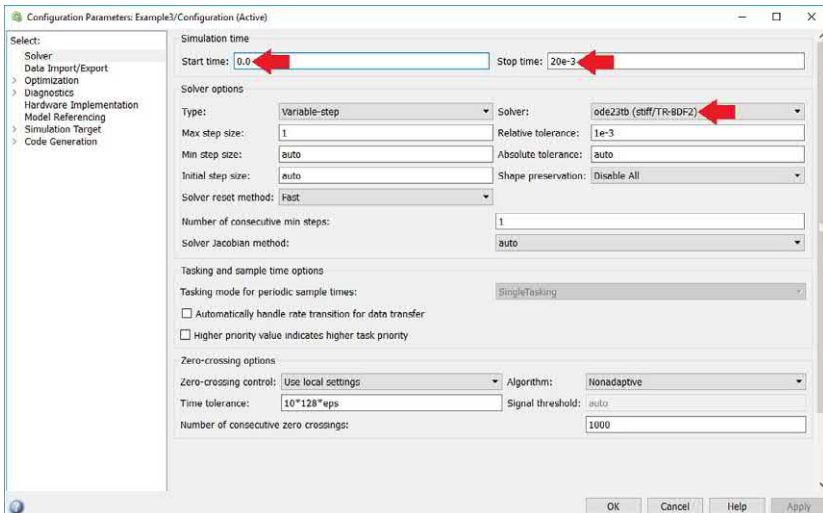 Configuration Parameters: Example3/Configuration (Active)
Select:
Solver
Data Import/Export
Optimization
Diagnostics
Hardware Implementation
Model Referencing
Simulation Target
Code Generation
Simulation time
Start time: 0.0 Stop time: 20e-3
Solver options
Type: Variable-step Solver: ode23tb (stiff/TR-BDF2)
Max step size: 1 Relative tolerance: 1e-3
Min step size: auto Absolute tolerance: auto
Initial step size: auto Shape preservation: Disable All
Solver reset method: Fast
Number of consecutive min steps: 1
Solver Jacobian method: auto
Tasking and sample time options
Tasking mode for periodic sample times: SingleTasking
Automatically handle rate transition for data transfer
Higher priority value indicates higher task priority
Zero-crossing options
Zero-crossing control: Use local settings Algorithm: Nonadaptive
Time tolerance: 10*128*eps Signal threshold: auto
Number of consecutive zero crossings: 1000
OK Cancel Help Apply